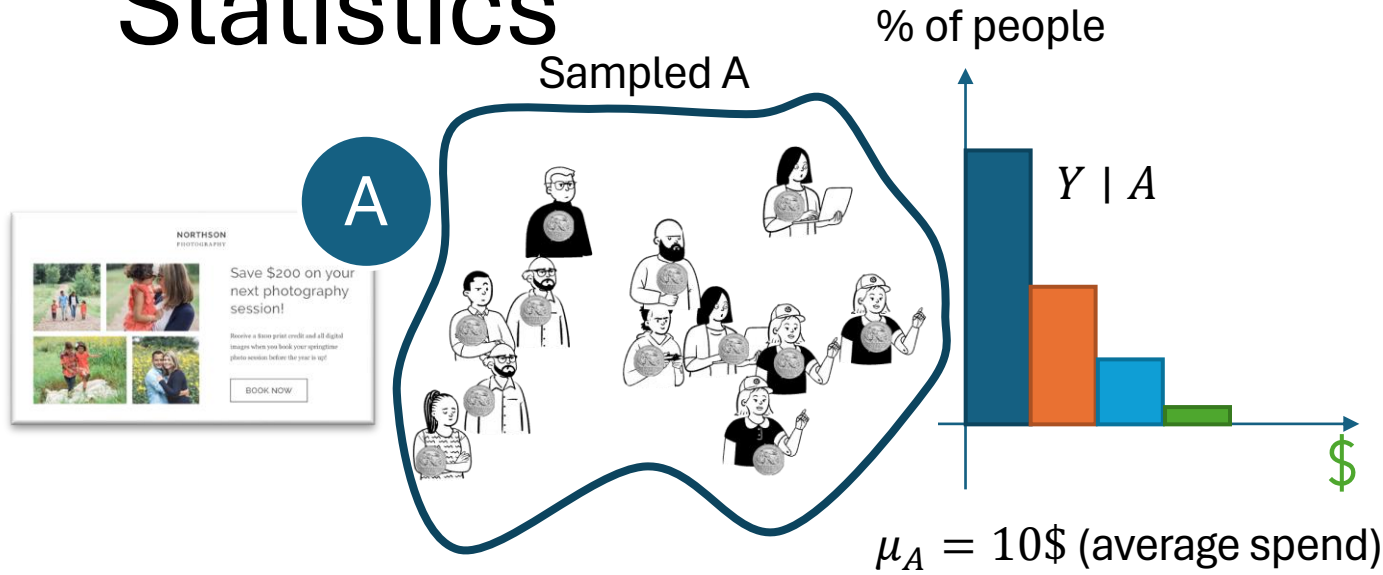 Statistics
Sampled A
A
NORTHSON
PHOTOGRAPHY
Save $200 on your
next photography
session!
Receive a $100 print credit and all digital
images when you book your springtime
photo session before the year is up!
BOOK NOW
% of people
Y | A
$
μ_A = 10$ (average spend)